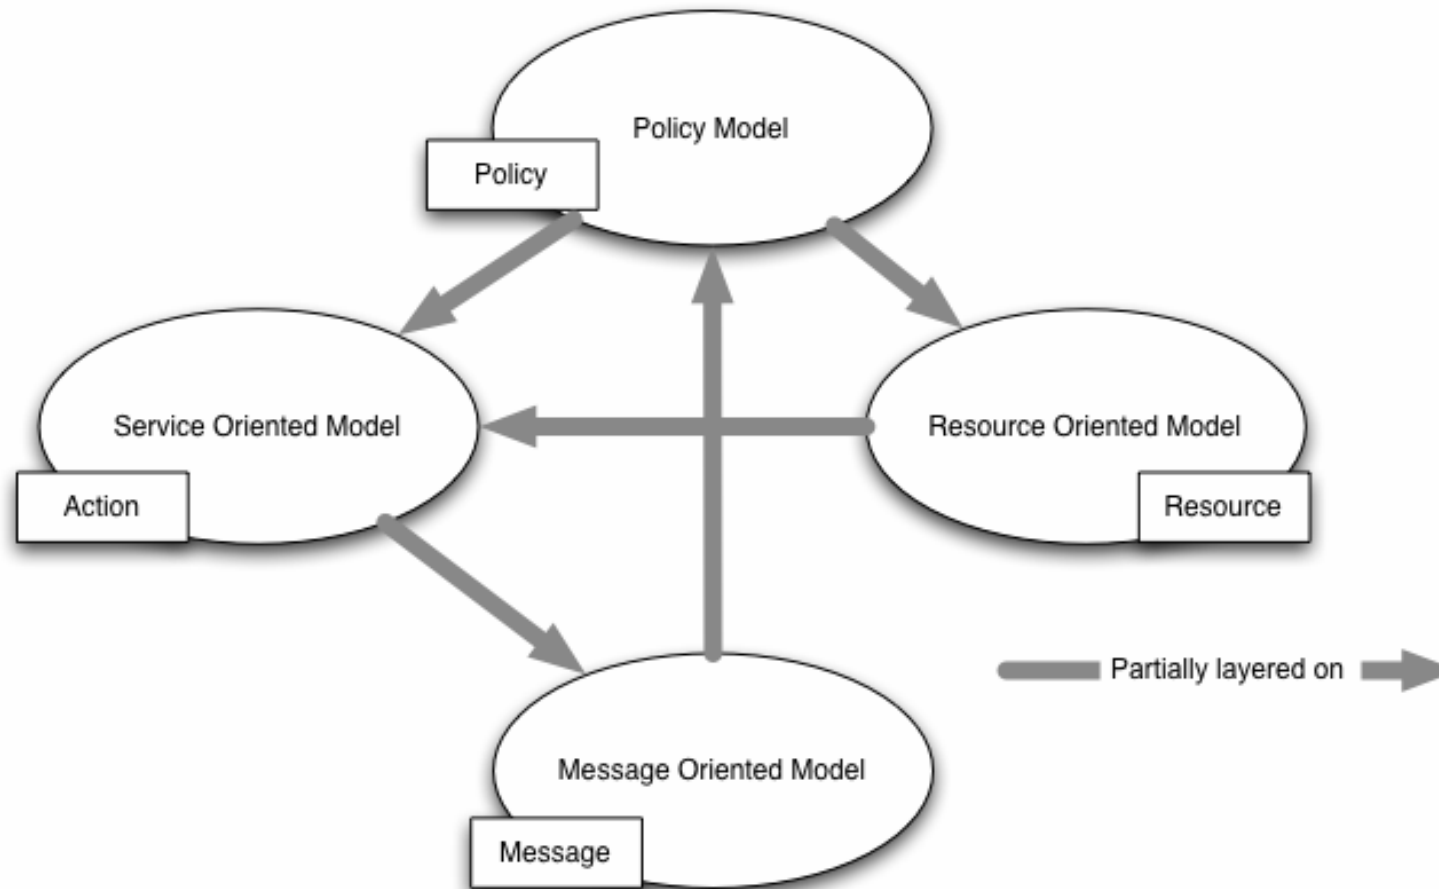 Policy Model
Policy
Service Oriented Model
Resource Oriented Model
Action
Resource
Partially layered on
Message Oriented Model
Message